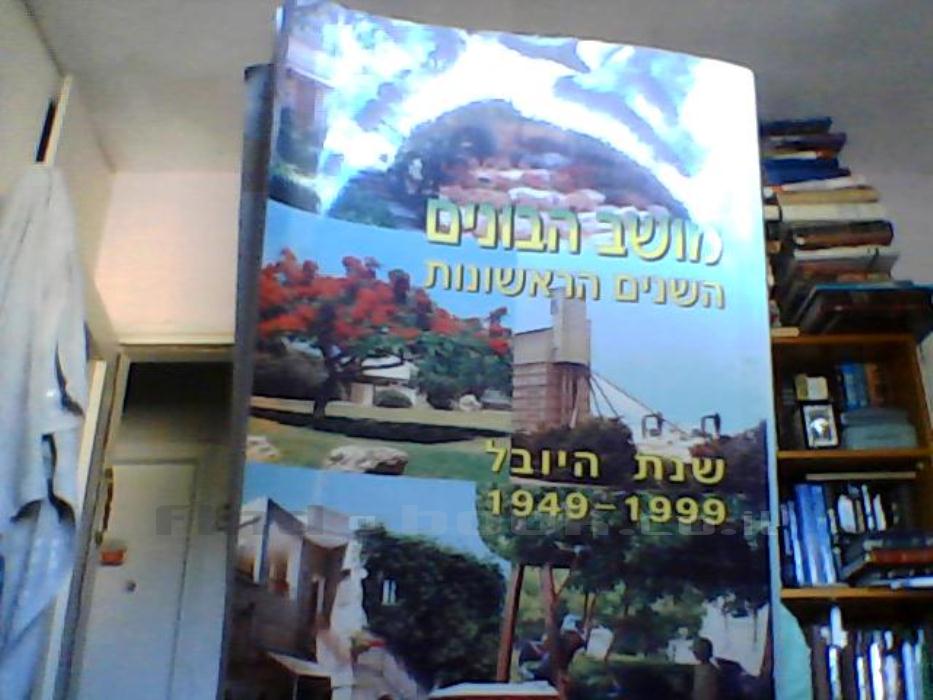 מושב הבונים
השנים הראשונות
שנת היובל
1949-1999